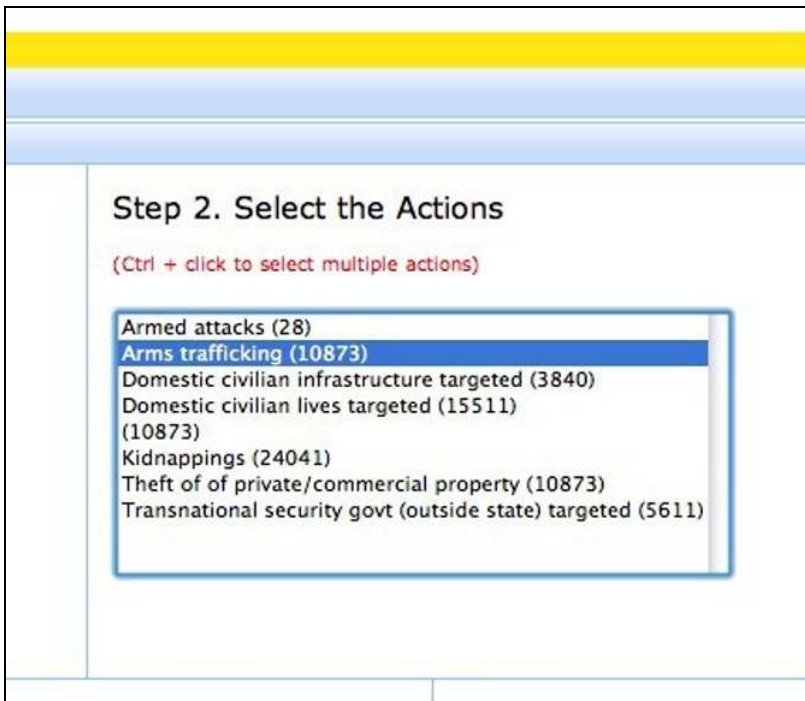 Step 2. Select the Actions
(Ctrl + click to select multiple actions)
Armed attacks (28)
Arms trafficking (10873)
Domestic civilian infrastructure targeted (3840)
Domestic civilian lives targeted (15511)
(10873)
Kidnappings (24041)
Theft of of private/commercial property (10873)
Transnational security govt (outside state) targeted (5611)